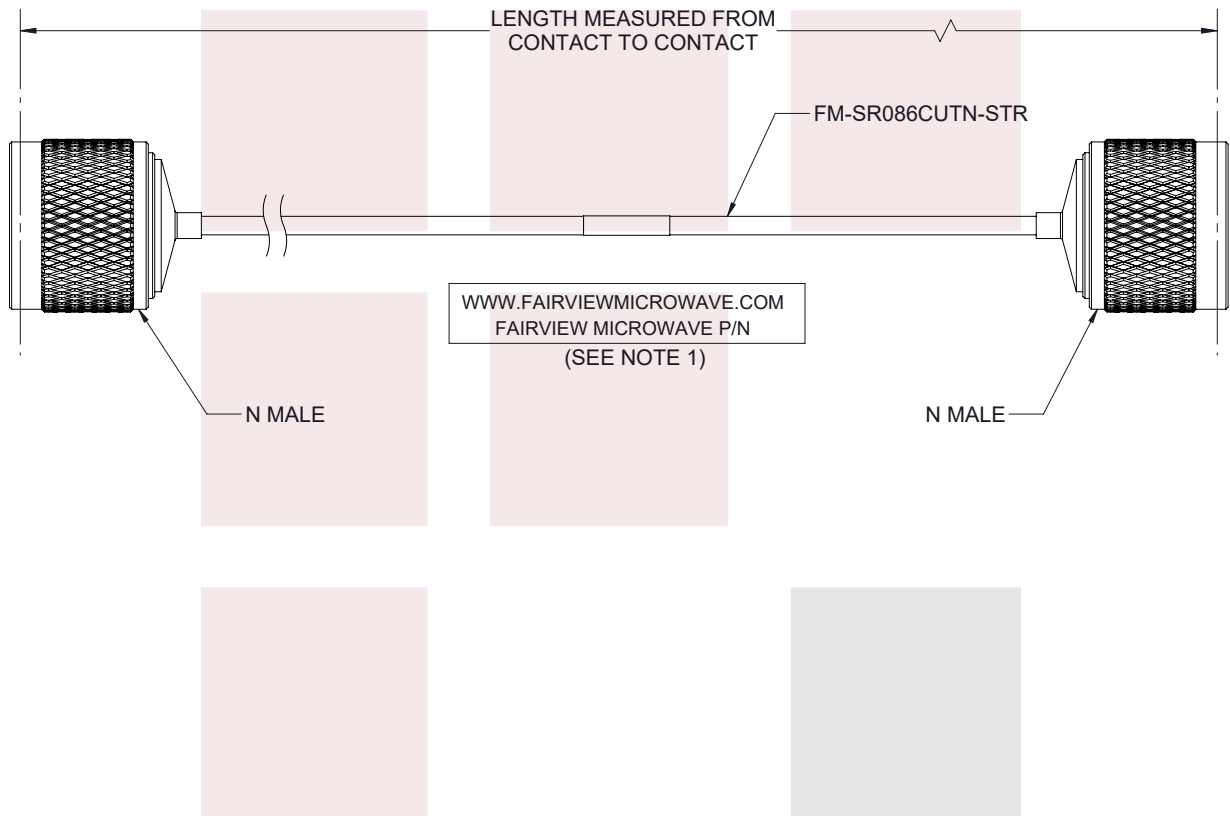 LENGTH MEASURED FROM
CONTACT TO CONTACT
FM-SR086CUTN-STR
WWW.FAIRVIEWMICROWAVE.COM
FAIRVIEW MICROWAVE P/N
(SEE NOTE 1)
N MALE
N MALE